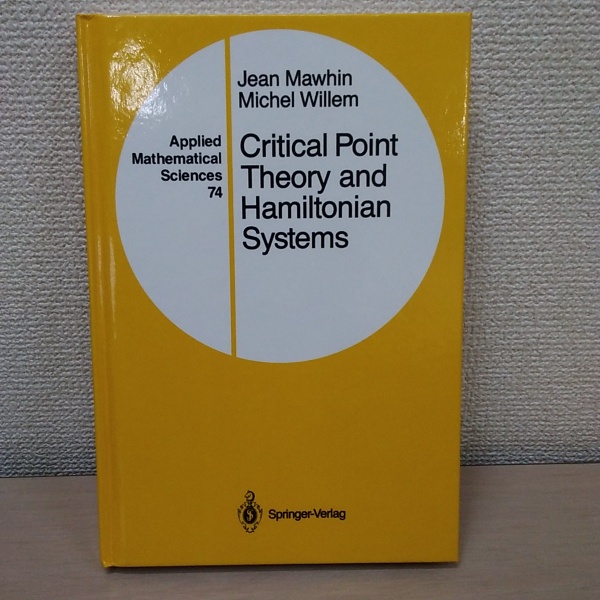 Jean Mawhin
Michel Willem
Applied
Mathematical
Sciences
74
Critical Point
Theory and
Hamiltonian
Systems
Springer-Verlag